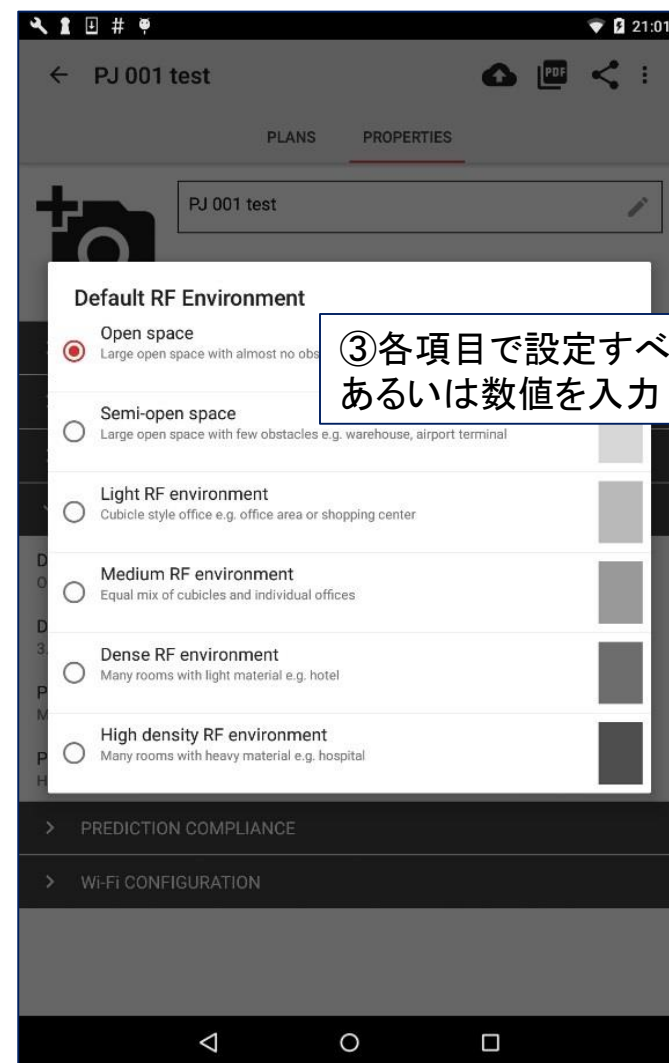 21:01
PJ 001 test
PDF
PLANS PROPERTIES
PJ 001 test
Default RF Environment
Open space
Large open space with almost no obs
③各項目で設定すべ
あるいは数値を入力
Semi-open space
Large open space with few obstacles e.g. warehouse, airport terminal
Light RF environment
Cubicle style office e.g. office area or shopping center
Medium RF environment
Equal mix of cubicles and individual offices
Dense RF environment
Many rooms with light material e.g. hotel
High density RF environment
Many rooms with heavy material e.g. hospital
D
O
D
3.
P
M
P
H
PREDICTION COMPLIANCE
Wi-Fi CONFIGURATION